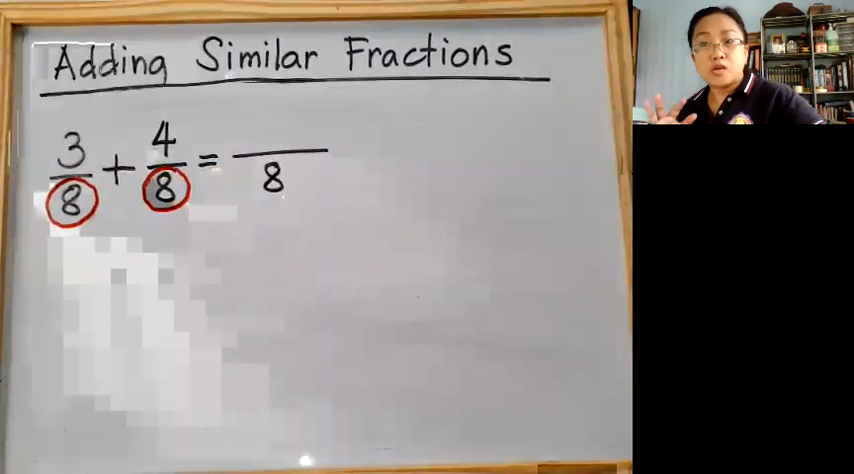 Adding Similar Fractions
3/8 + 4/8 = /8